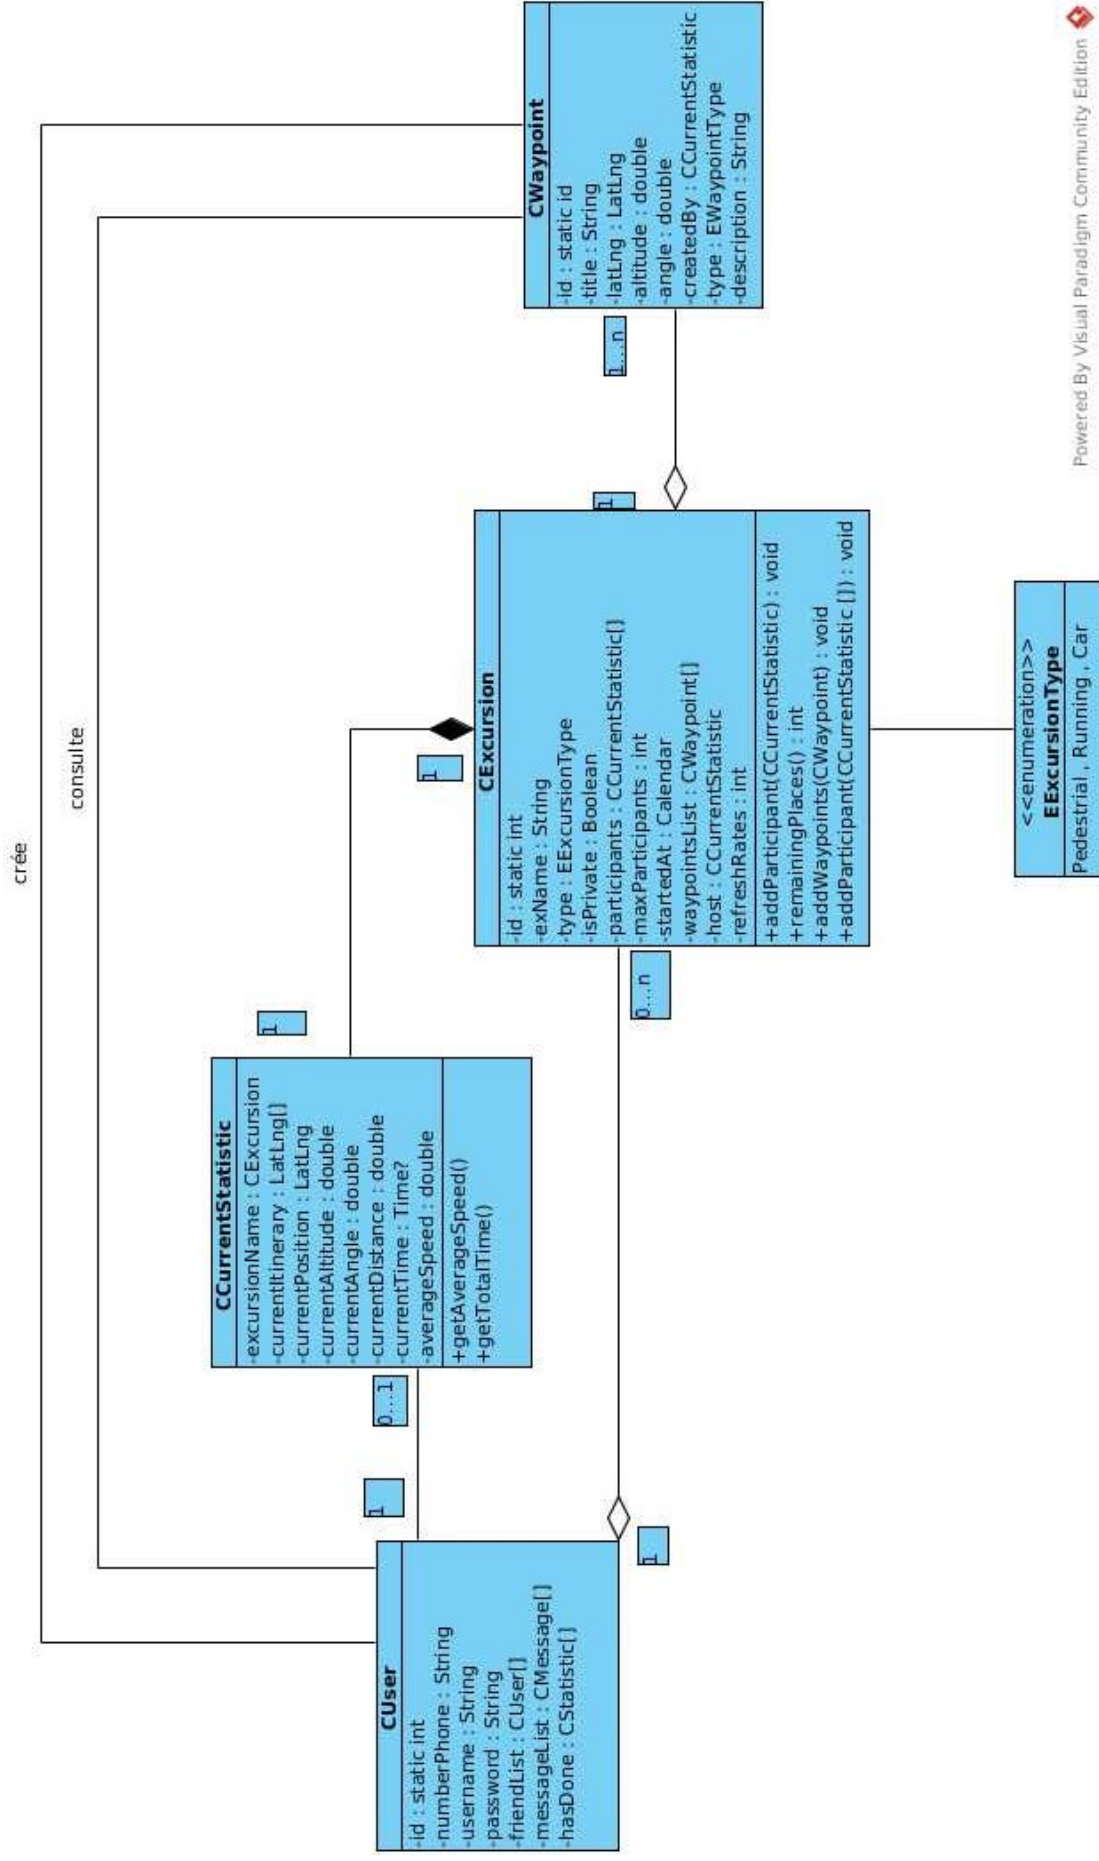 crée
consulte
CUser
-id : static int
-numberPhone : String
-username : String
-password : String
-friendList : CUser[]
-messageList : CMessage[]
-hasDone : CStatistic[]
1
0...1
1
CCurrentStatistic
-excursionName : CExcursion
-currentItinerary : LatLng[]
-currentPosition : LatLng
-currentAltitude : double
-currentAngle : double
-currentDistance : double
-currentTime : Time?
-averageSpeed : double
+getAverageSpeed()
+getTotalTime()
1
0...n
1
CExcursion
-id : static int
-exName : String
-type : EExcursionType
-isPrivate : Boolean
-participants : CCurrentStatistic[]
-maxParticipants : int
-startedAt : Calendar
-waypointsList : CWaypoint[]
-host : CCurrentStatistic
-refreshRates : int
+addParticipant(CCurrentStatistic) : void
+remainingPlaces() : int
+addWaypoints(CWaypoint) : void
+addParticipant(CCurrentStatistic []) : void
1
1...n
CWaypoint
-id : static id
-title : String
-latLng : LatLng
-altitude : double
-angle : double
-createdBy : CCurrentStatistic
-type : EWaypointType
-description : String
<<enumeration>>
EExcursionType
Pedestrial , Running , Car
Powered By Visual Paradigm Community Edition